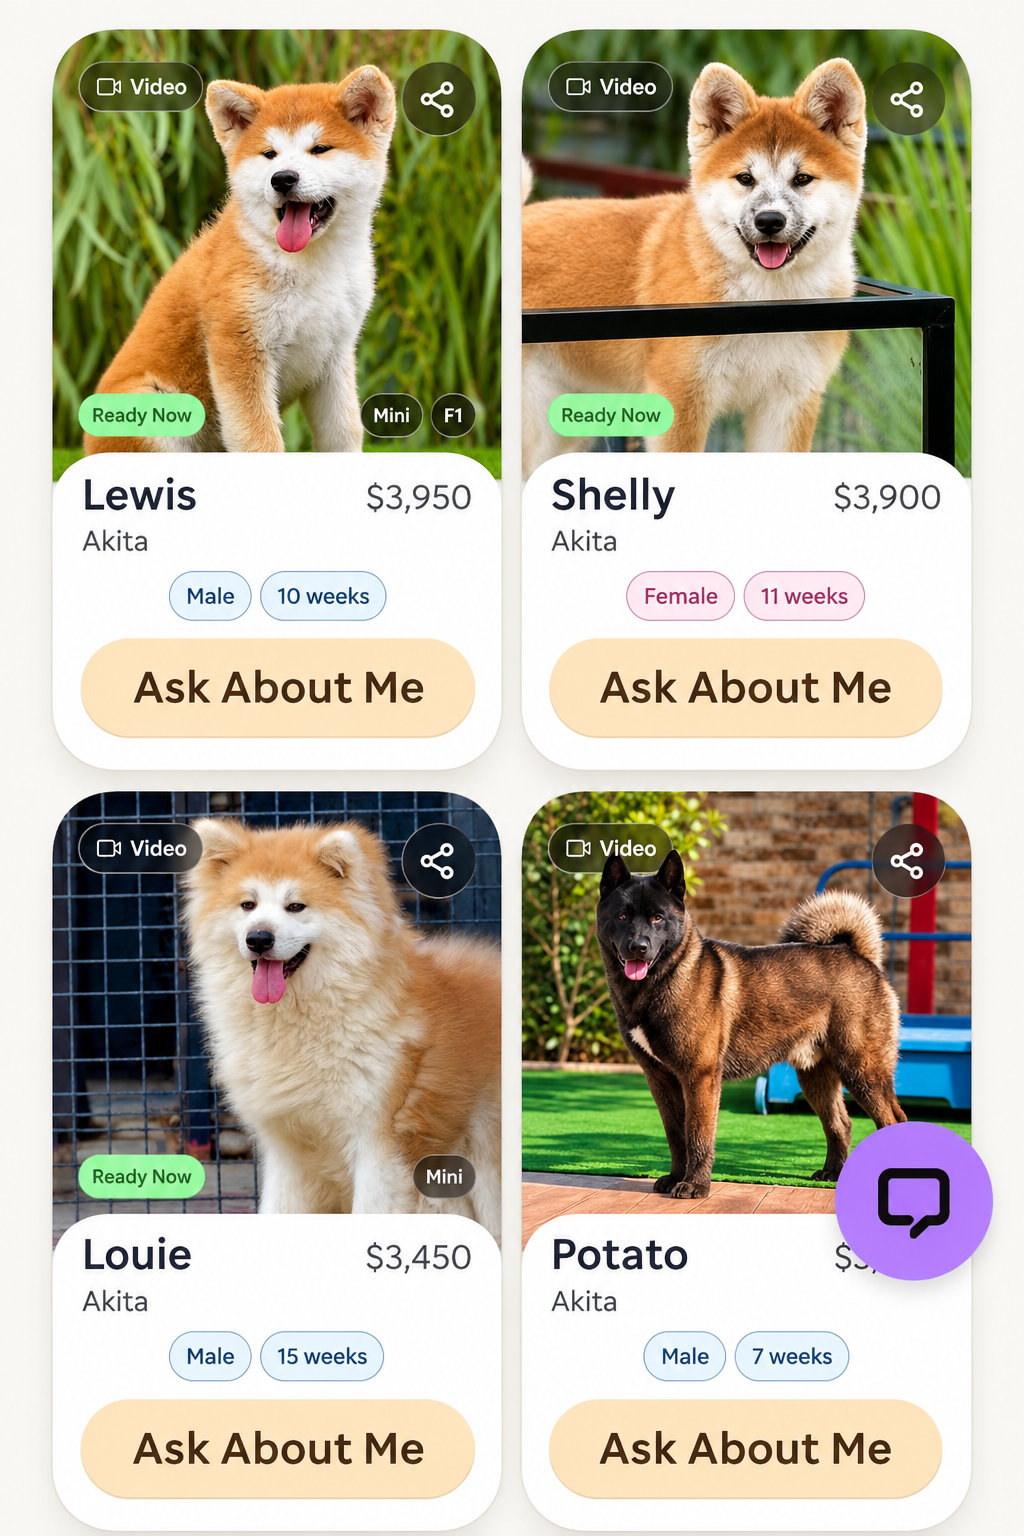 Video
Ready Now
Mini
F1
Lewis
$3,950
Akita
Male
10 weeks
Ask About Me
Video
Ready Now
Shelly
$3,900
Akita
Female
11 weeks
Ask About Me
Video
Ready Now
Mini
Louie
$3,450
Akita
Male
15 weeks
Ask About Me
Video
Potato
Akita
Male
7 weeks
Ask About Me